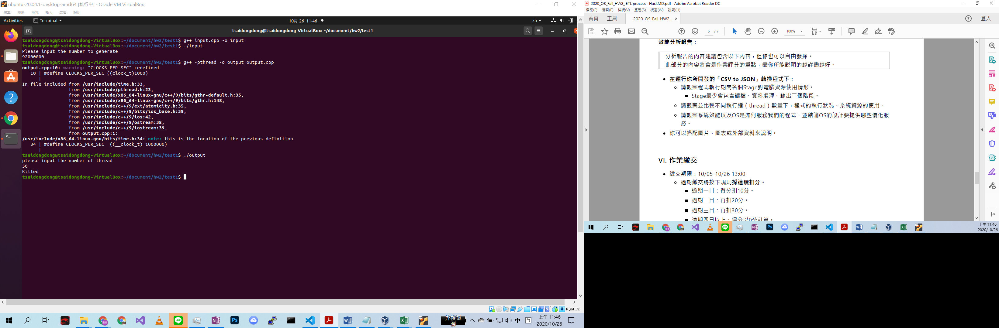 ubuntu-20.04.1-desktop-amd64 [執行中] - Oracle VM VirtualBox
檔案 機器 檢視 輸入 裝置 說明
Activities Terminal 10月 26 11:46 zh
tsaidongdong@tsaidongdong-VirtualBox: ~/document/hw2/test1
tsaidongdong@tsaidongdong-VirtualBox:~/document/hw2/test1$ g++ input.cpp -o input
tsaidongdong@tsaidongdong-VirtualBox:~/document/hw2/test1$ ./input
Please input the number to generate
92000000
tsaidongdong@tsaidongdong-VirtualBox:~/document/hw2/test1$ g++ -pthread -o output output.cpp
output.cpp:10: warning: "CLOCKS_PER_SEC" redefined
10 | #define CLOCKS_PER_SEC ((clock_t)1000)
|
In file included from /usr/include/time.h:33,
from /usr/include/pthread.h:23,
from /usr/include/x86_64-linux-gnu/c++/9/bits/gthr-default.h:35,
from /usr/include/x86_64-linux-gnu/c++/9/bits/gthr.h:148,
from /usr/include/c++/9/ext/atomicity.h:35,
from /usr/include/c++/9/bits/ios_base.h:39,
from /usr/include/c++/9/ios:42,
from /usr/include/c++/9/ostream:38,
from /usr/include/c++/9/iostream:39,
from output.cpp:1:
/usr/include/x86_64-linux-gnu/bits/time.h:34: note: this is the location of the previous definition
34 | #define CLOCKS_PER_SEC ((__clock_t) 1000000)
|
tsaidongdong@tsaidongdong-VirtualBox:~/document/hw2/test1$ ./output
please input the number of thread
50
Killed
tsaidongdong@tsaidongdong-VirtualBox:~/document/hw2/test1$
Right Ctrl
外接電源
中
上午 11:46
2020/10/26
2020_OS_Fall_HW2_ ETL process - HackMD.pdf - Adobe Acrobat Reader DC
檔案(F) 編輯(E) 檢視(V) 簽署(S) 視窗(W) 說明(H)
首頁 工具 2020_OS_Fall_HW2... × 登入
6 / 7 100%
效能分析報告：
分析報告的內容建議包含以下內容，但你也可以自由發揮。
此部分的內容將會是作業評分的重點，盡你所能說明的越詳盡越好。
在運行你所開發的「CSV to JSON」轉換程式下：
請觀察程式執行期間各個Stage對電腦資源使用情形。
Stage最少會包含讀檔、資料處理、輸出三個階段。
請觀察並比較不同執行緒（thread）數量下，程式的執行狀況、系統資源的使用。
請觀察系統效能以及OS是如何服務我們的程式，並結論OS的設計要提供哪些優化服
務。
你可以搭配圖片、圖表或外部資料來說明。
VI. 作業繳交
繳交期限：10/05-10/26 13:00
逾期繳交將按下規則採連續扣分。
逾期一日：得分扣10分。
逾期二日：再扣20分。
逾期三日：再扣30分。
逾期四日以上：得分以0分計算。
上午 11:46
2020/10/26